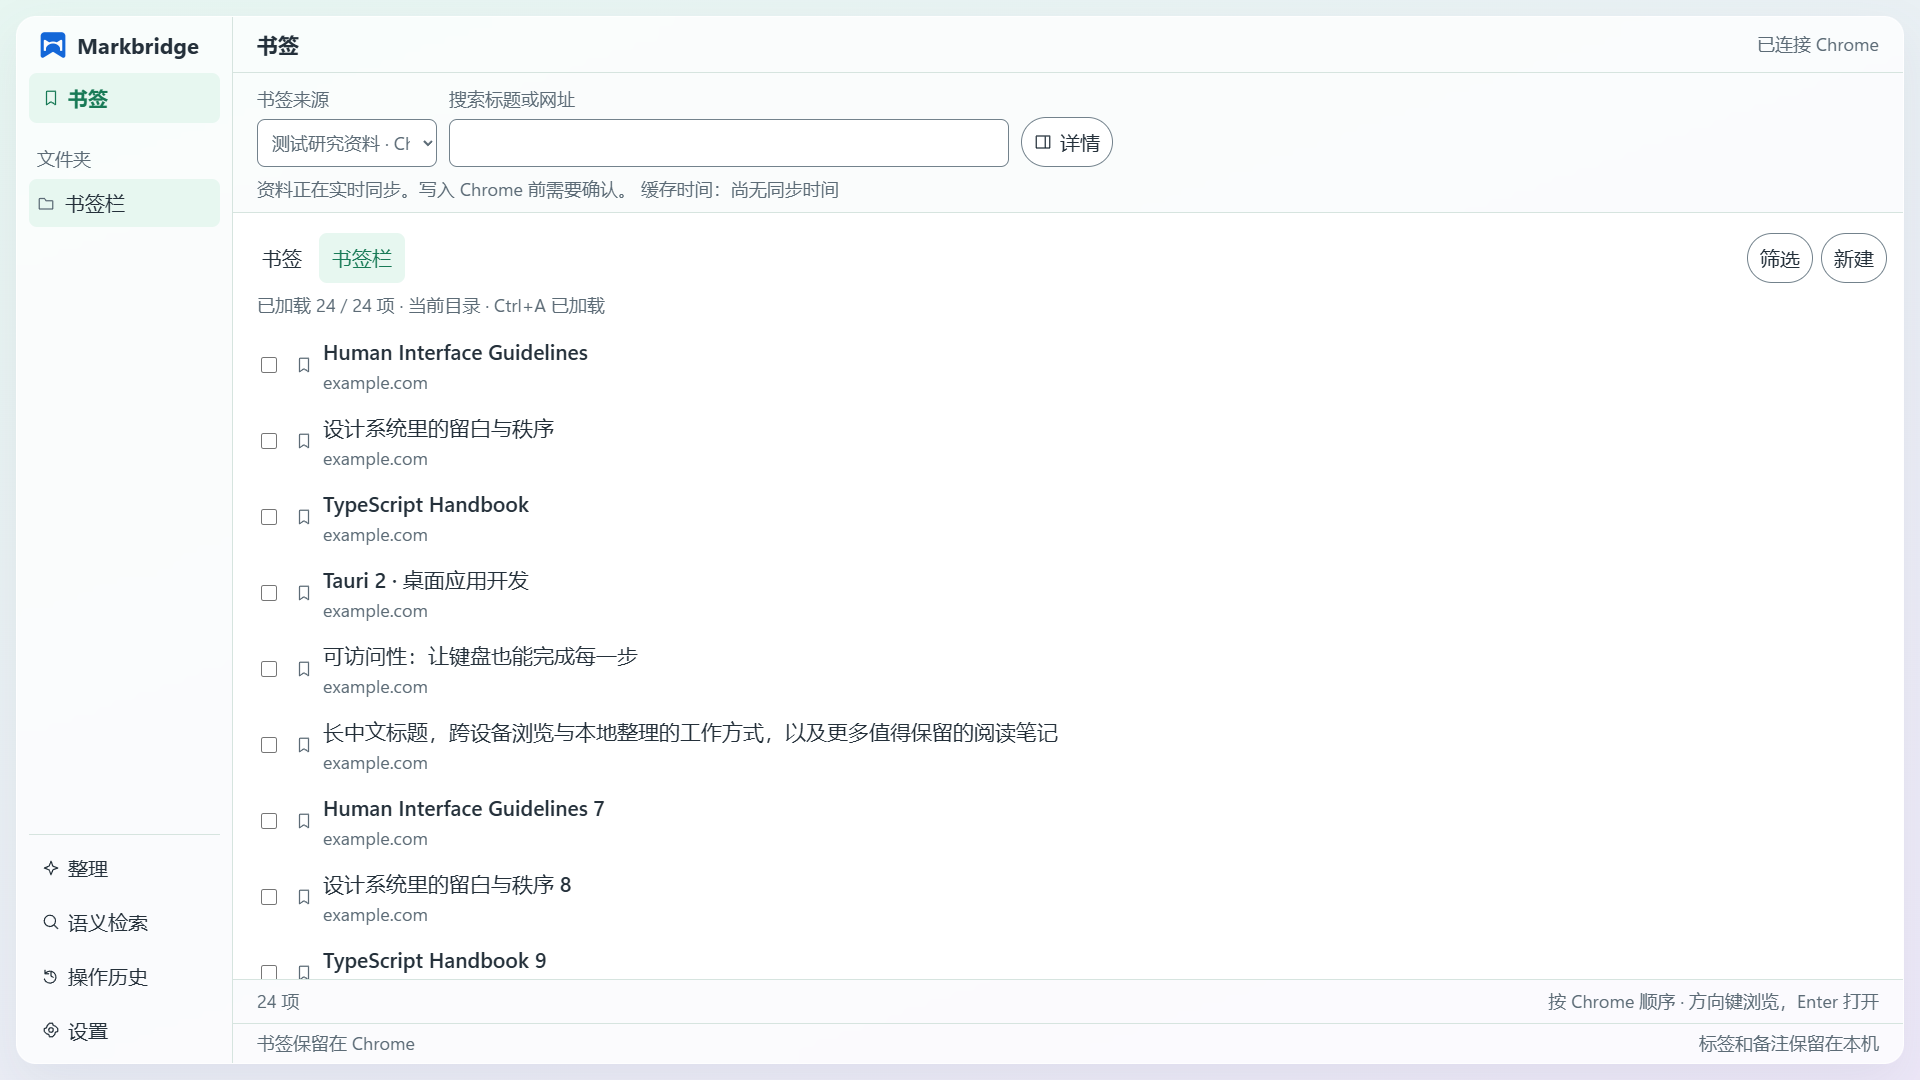 Markbridge
书签
文件夹
书签栏
整理
语义检索
操作历史
设置
书签
已连接 Chrome
书签来源
搜索标题或网址
测试研究资料 · Ch
详情
资料正在实时同步。写入 Chrome 前需要确认。 缓存时间：尚无同步时间
书签
书签栏
筛选
新建
已加载 24 / 24 项 · 当前目录 · Ctrl+A 已加载
Human Interface Guidelines
example.com
设计系统里的留白与秩序
example.com
TypeScript Handbook
example.com
Tauri 2 · 桌面应用开发
example.com
可访问性：让键盘也能完成每一步
example.com
长中文标题，跨设备浏览与本地整理的工作方式，以及更多值得保留的阅读笔记
example.com
Human Interface Guidelines 7
example.com
设计系统里的留白与秩序 8
example.com
TypeScript Handbook 9
24 项
按 Chrome 顺序 · 方向键浏览，Enter 打开
书签保留在 Chrome
标签和备注保留在本机